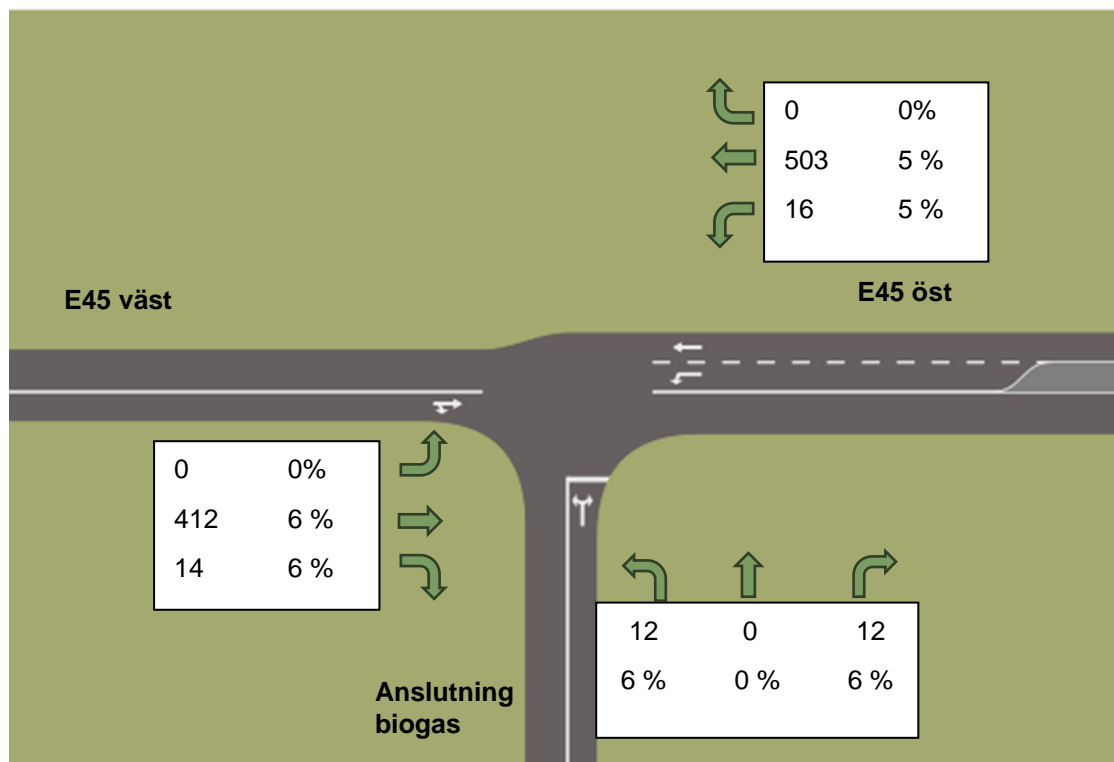 0 0%
503 5 %
16 5 %
E45 väst
E45 öst
0 0%
412 6 %
14 6 %
12 0 12
6 % 0 % 6 %
Anslutning
biogas